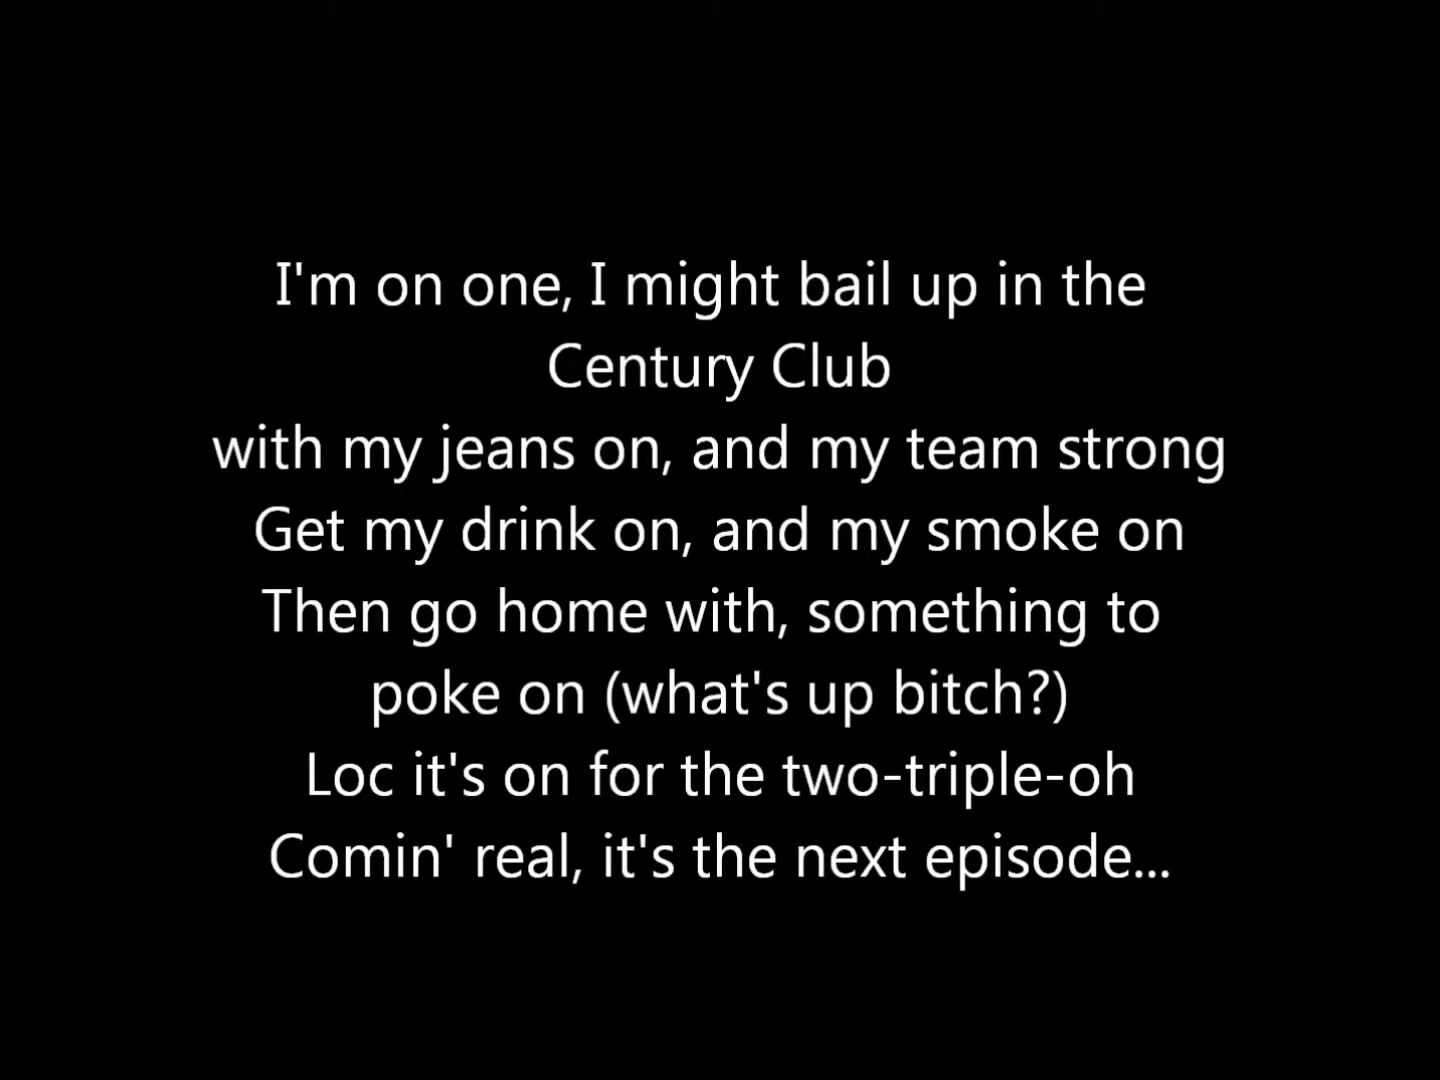 I'm on one, I might bail up in the
Century Club
with my jeans on, and my team strong
Get my drink on, and my smoke on
Then go home with, something to
poke on (what's up bitch?)
Loc it's on for the two-triple-oh
Comin' real, it's the next episode...